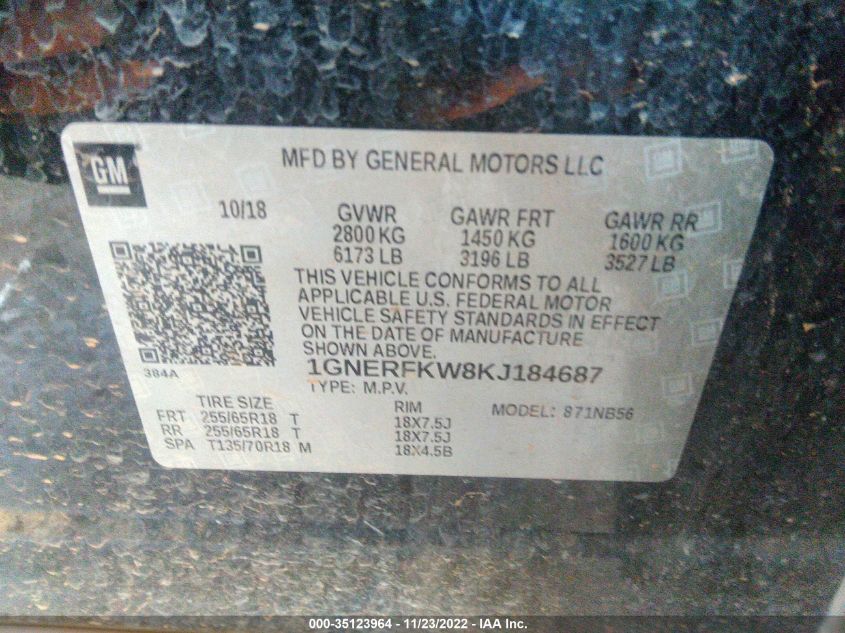 GM
MFD BY GENERAL MOTORS LLC
10/18 GVWR GAWR FRT GAWR RR
2800 KG 1450 KG 1600 KG
6173 LB 3196 LB 3527 LB
THIS VEHICLE CONFORMS TO ALL
APPLICABLE U.S. FEDERAL MOTOR
VEHICLE SAFETY STANDARDS IN EFFECT
ON THE DATE OF MANUFACTURE
SHOWN ABOVE.
384A 1GNERFKW8KJ184687
TYPE: M.P.V.
TIRE SIZE RIM MODEL: 871NB56
FRT 255/65R18 T 18X7.5J
RR 255/65R18 T 18X7.5J
SPA T135/70R18 M 18X4.5B
000-35123964 - 11/23/2022 - IAA Inc.